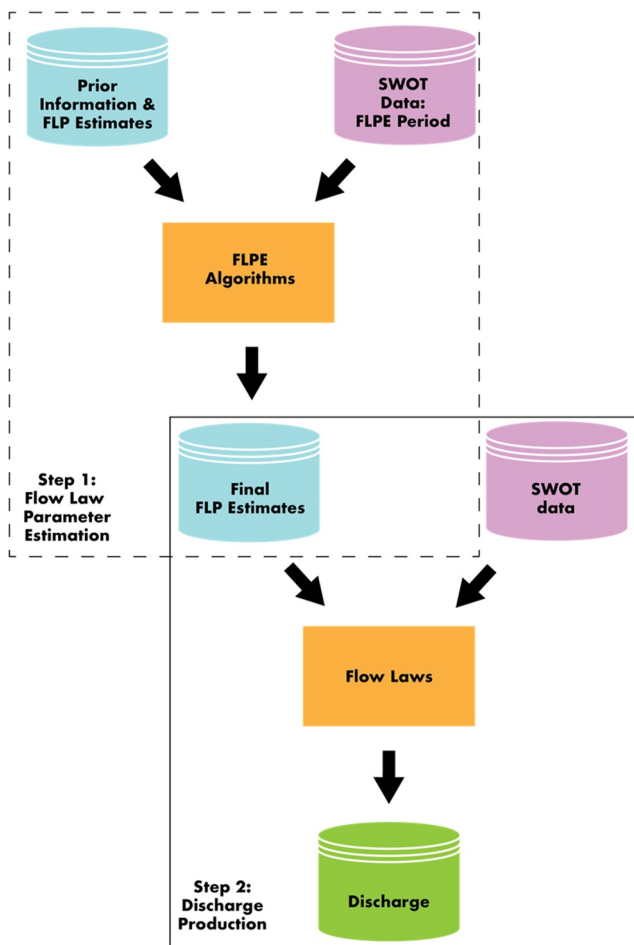 Prior
Information &
FLP Estimates
SWOT
Data:
FLPE Period
FLPE
Algorithms
Step 1:
Flow Law
Parameter
Estimation
Final
FLP Estimates
SWOT
data
Flow Laws
Step 2:
Discharge
Production
Discharge